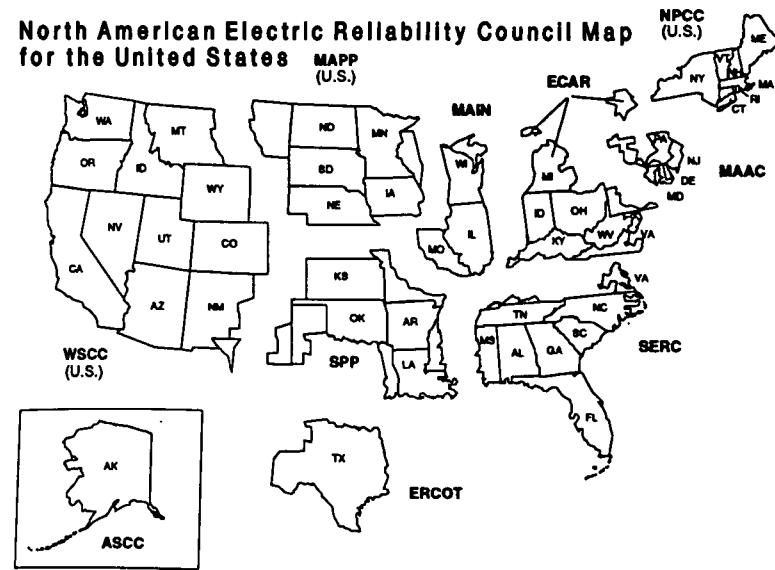 North American Electric Reliability Council Map
for the United States
MAPP
(U.S.)
NPCC
(U.S.)
ME
VT
NH
NY
MA
RI
CT
ECAR
MAIN
WA
MT
ND
MN
WI
PA
NJ
MAAC
OR
ID
SD
MI
DE
MD
WY
IA
NE
ID
OH
NV
UT
CO
MO
IL
KY
WV
VA
CA
KS
VA
AZ
NM
OK
AR
TN
NC
SC
MS
AL
GA
SERC
WSCC
(U.S.)
SPP
LA
FL
AK
TX
ERCOT
ASCC